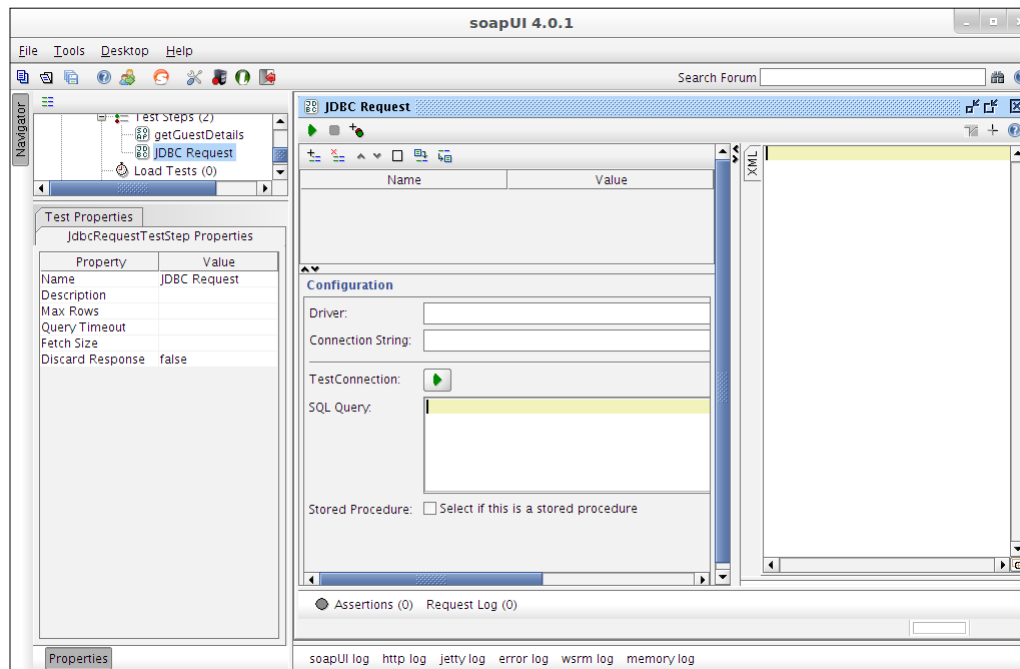 soapUI 4.0.1
File Tools Desktop Help
Search Forum
Navigator
Test Steps (2)
getGuestDetails
JDBC Request
Load Tests (0)
Test Properties
JdbcRequestTestStep Properties
Property Value
Name JDBC Request
Description
Max Rows
Query Timeout
Fetch Size
Discard Response false
Properties
JDBC Request
Name Value
Configuration
Driver:
Connection String:
TestConnection:
SQL Query:
Stored Procedure: Select if this is a stored procedure
XML
Assertions (0) Request Log (0)
soapUI log http log jetty log error log wsrm log memory log